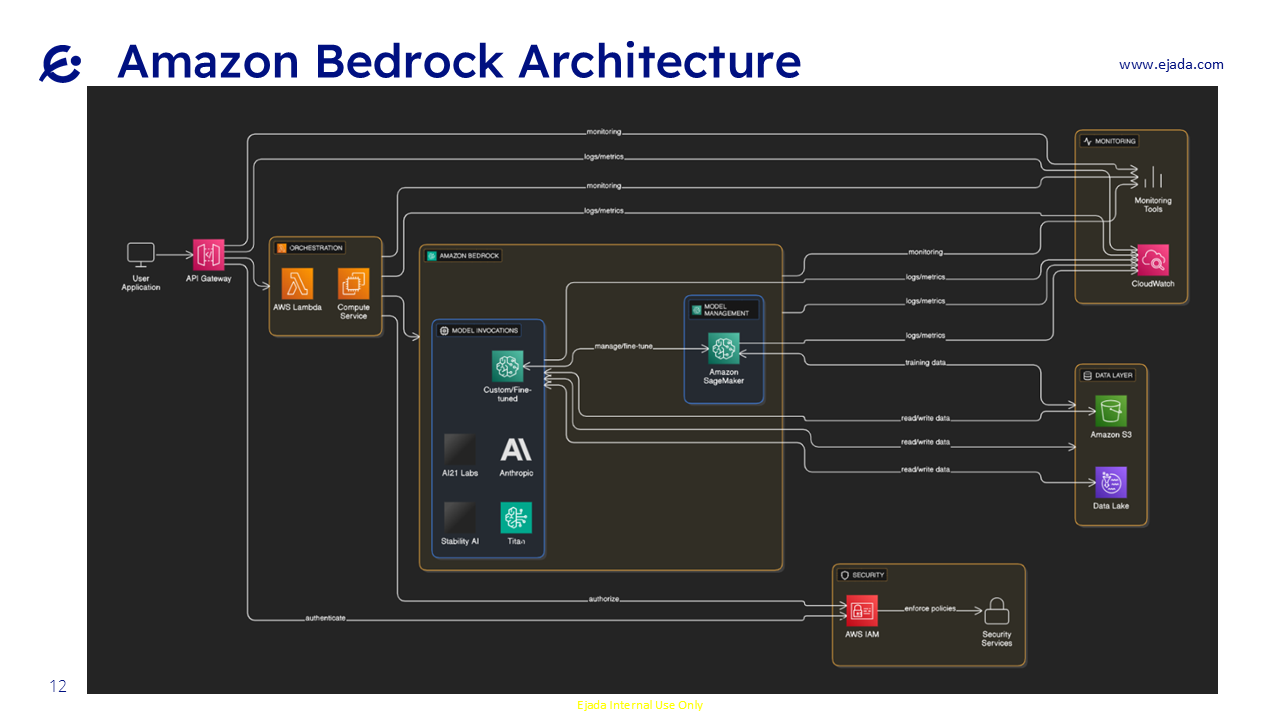 Amazon Bedrock Architecture
www.ejada.com
monitoring
logs/metrics
monitoring
logs/metrics
MONITORING
Monitoring
Tools
CloudWatch
User
Application
API Gateway
ORCHESTRATION
AWS Lambda
Compute
Service
AMAZON BEDROCK
MODEL INVOCATIONS
Custom/Fine-
tuned
AI21 Labs
Anthropic
Stability AI
Titan
manage/fine-tune
MODEL
MANAGEMENT
Amazon
SageMaker
monitoring
logs/metrics
logs/metrics
logs/metrics
training data
read/write data
read/write data
read/write data
DATA LAYER
Amazon S3
Data Lake
authorize
authenticate
SECURITY
AWS IAM
enforce policies
Security
Services
12
Ejada Internal Use Only